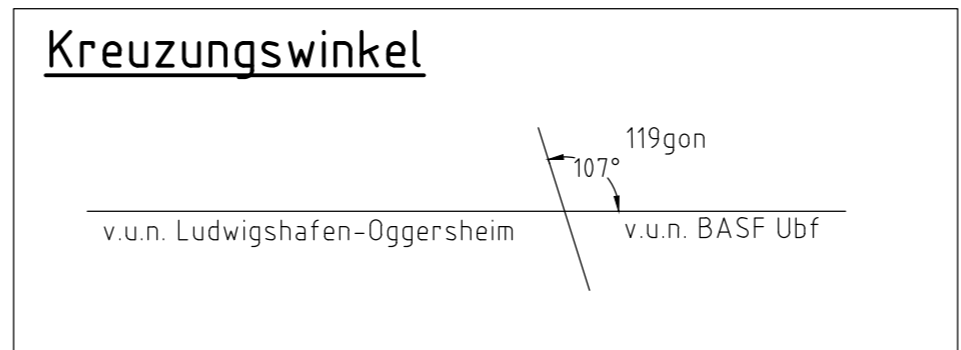 Kreuzungswinkel
119gon
107°
v.u.n. Ludwigshafen-Oggersheim
v.u.n. BASF Ubf